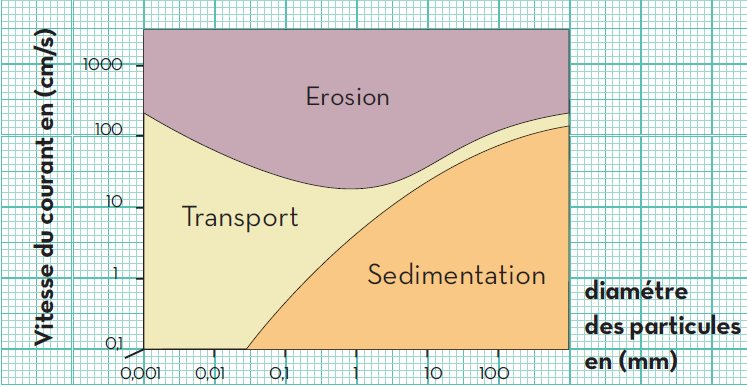 Vitesse du courant en (cm/s)
1000
100
10
1
0,1
Erosion
Transport
Sedimentation
0,001 0,01 0,1 1 10 100
diamétre
des particules
en (mm)